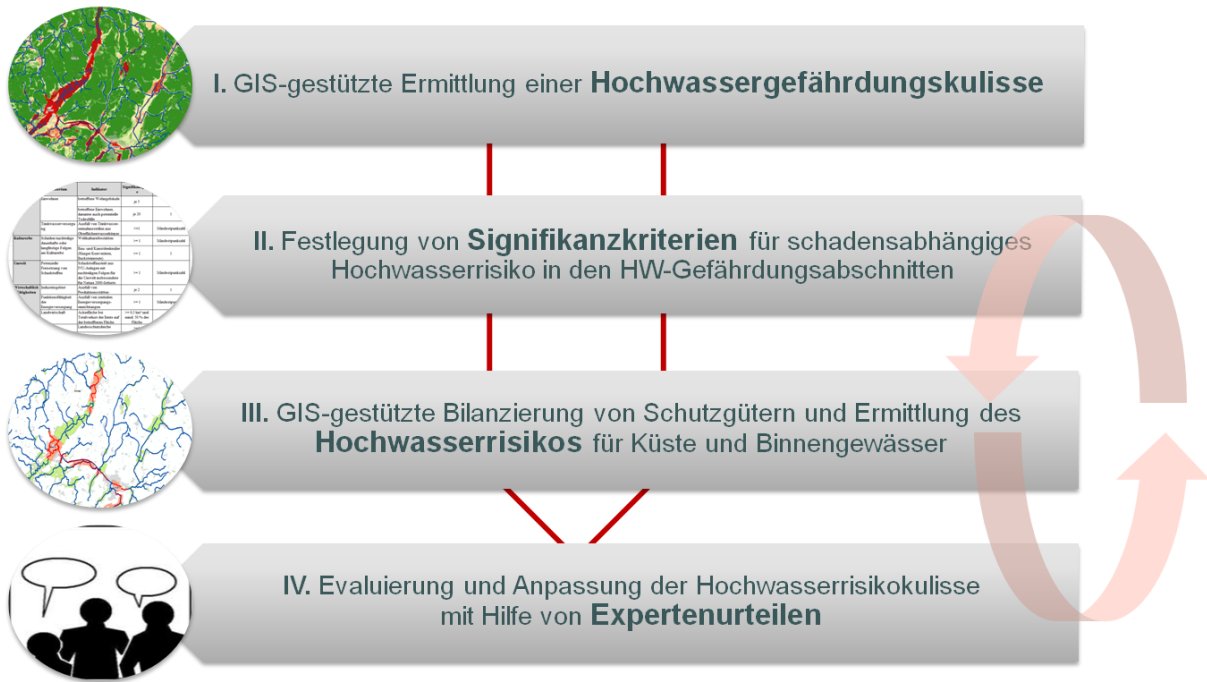 I. GIS-gestützte Ermittlung einer Hochwassergefährdungskulisse
II. Festlegung von Signifikanzkriterien für schadensabhängiges
Hochwasserrisiko in den HW-Gefährdungsabschnitten
III. GIS-gestützte Bilanzierung von Schutzgütern und Ermittlung des
Hochwasserrisikos für Küste und Binnengewässer
IV. Evaluierung und Anpassung der Hochwasserrisikokulisse
mit Hilfe von Expertenurteilen